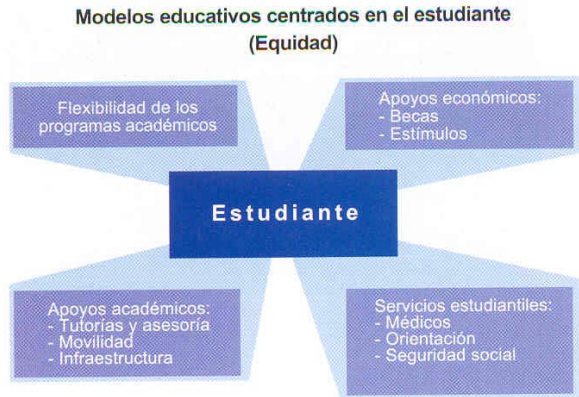 Modelos educativos centrados en el estudiante
(Equidad)
Flexibilidad de los
programas académicos
Apoyos económicos:
- Becas
- Estímulos
Estudiante
Apoyos académicos:
- Tutorías y asesoría
- Movilidad
- Infraestructura
Servicios estudiantiles:
- Médicos
- Orientación
- Seguridad social